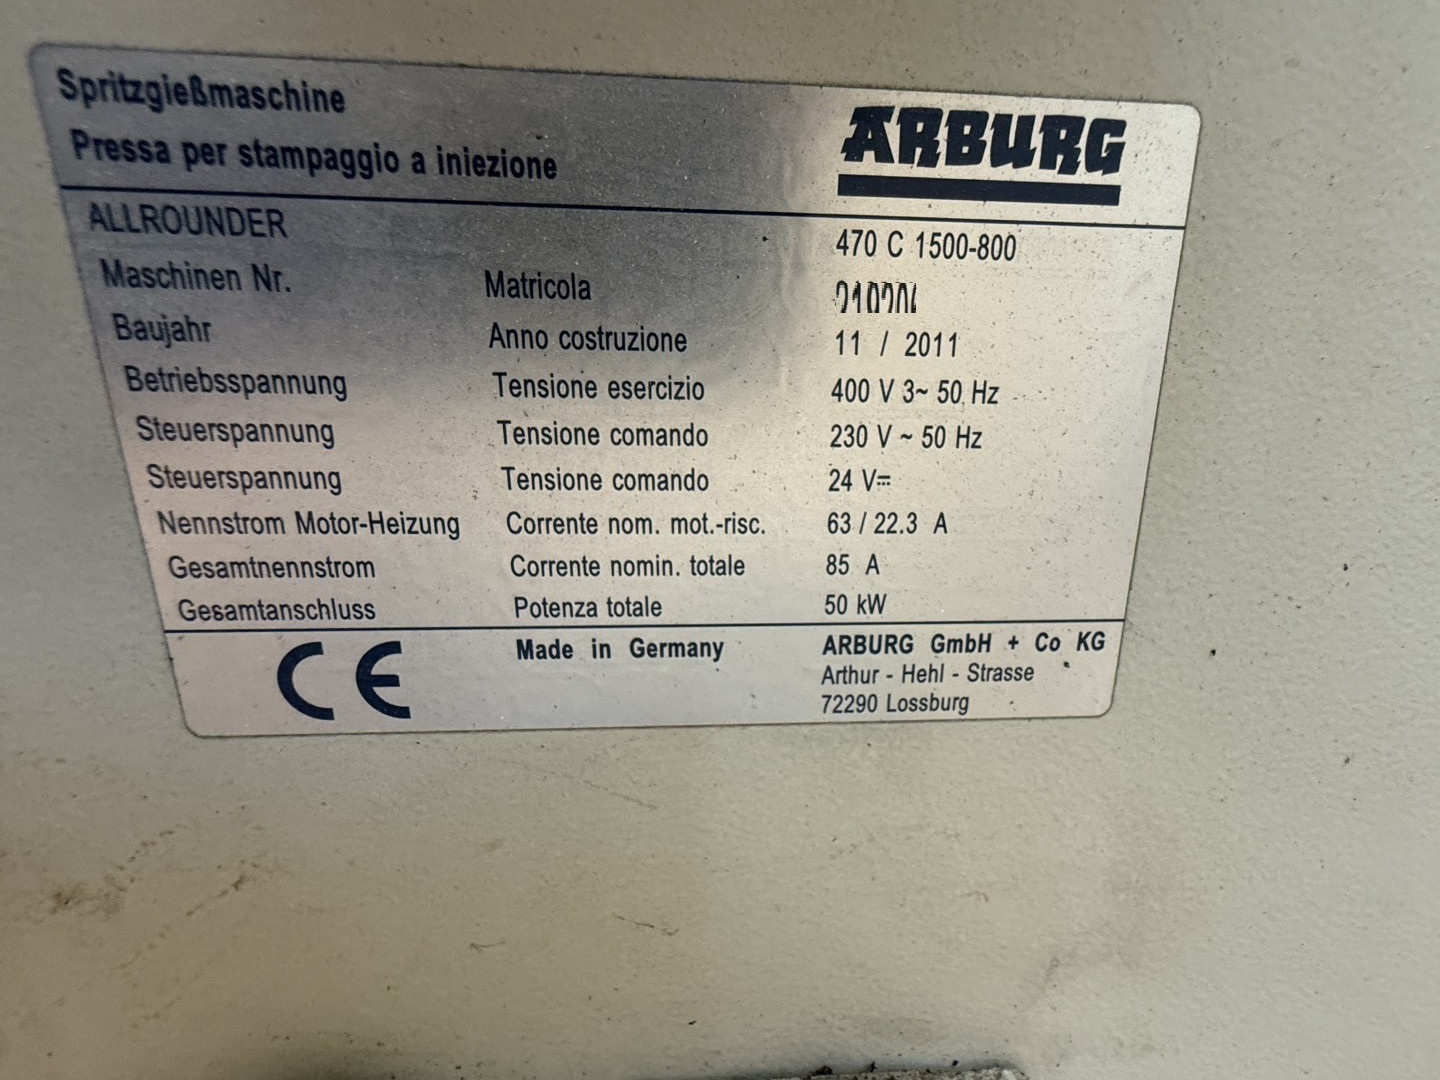 Spritzgießmaschine
Pressa per stampaggio a iniezione
ARBURG
ALLROUNDER 470 C 1500-800
Maschinen Nr. Matricola
Baujahr Anno costruzione 11 / 2011
Betriebsspannung Tensione esercizio 400 V 3~ 50 Hz
Steuerspannung Tensione comando 230 V ~ 50 Hz
Steuerspannung Tensione comando 24 V⎓
Nennstrom Motor-Heizung Corrente nom. mot.-risc. 63 / 22.3 A
Gesamtnennstrom Corrente nomin. totale 85 A
Gesamtanschluss Potenza totale 50 kW
CE Made in Germany ARBURG GmbH + Co KG
Arthur - Hehl - Strasse
72290 Lossburg